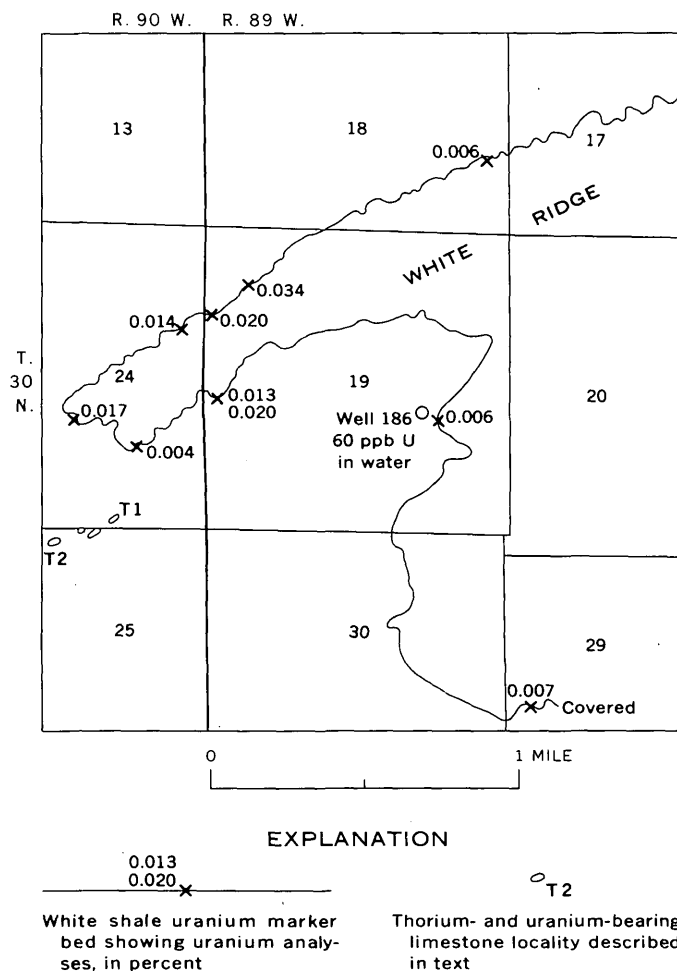 R. 90 W. R. 89 W.
13
18
17
0.006
WHITE RIDGE
0.034
0.014
0.020
T.
30
N.
24
19
20
0.017
0.013
0.020
0.004
Well 186
60 ppb U
in water
0.006
T1
T2
25
30
29
0.007
Covered
0 1 MILE
EXPLANATION
0.013
0.020
White shale uranium marker
bed showing uranium analy-
ses, in percent
T2
Thorium- and uranium-bearing
limestone locality described
in text